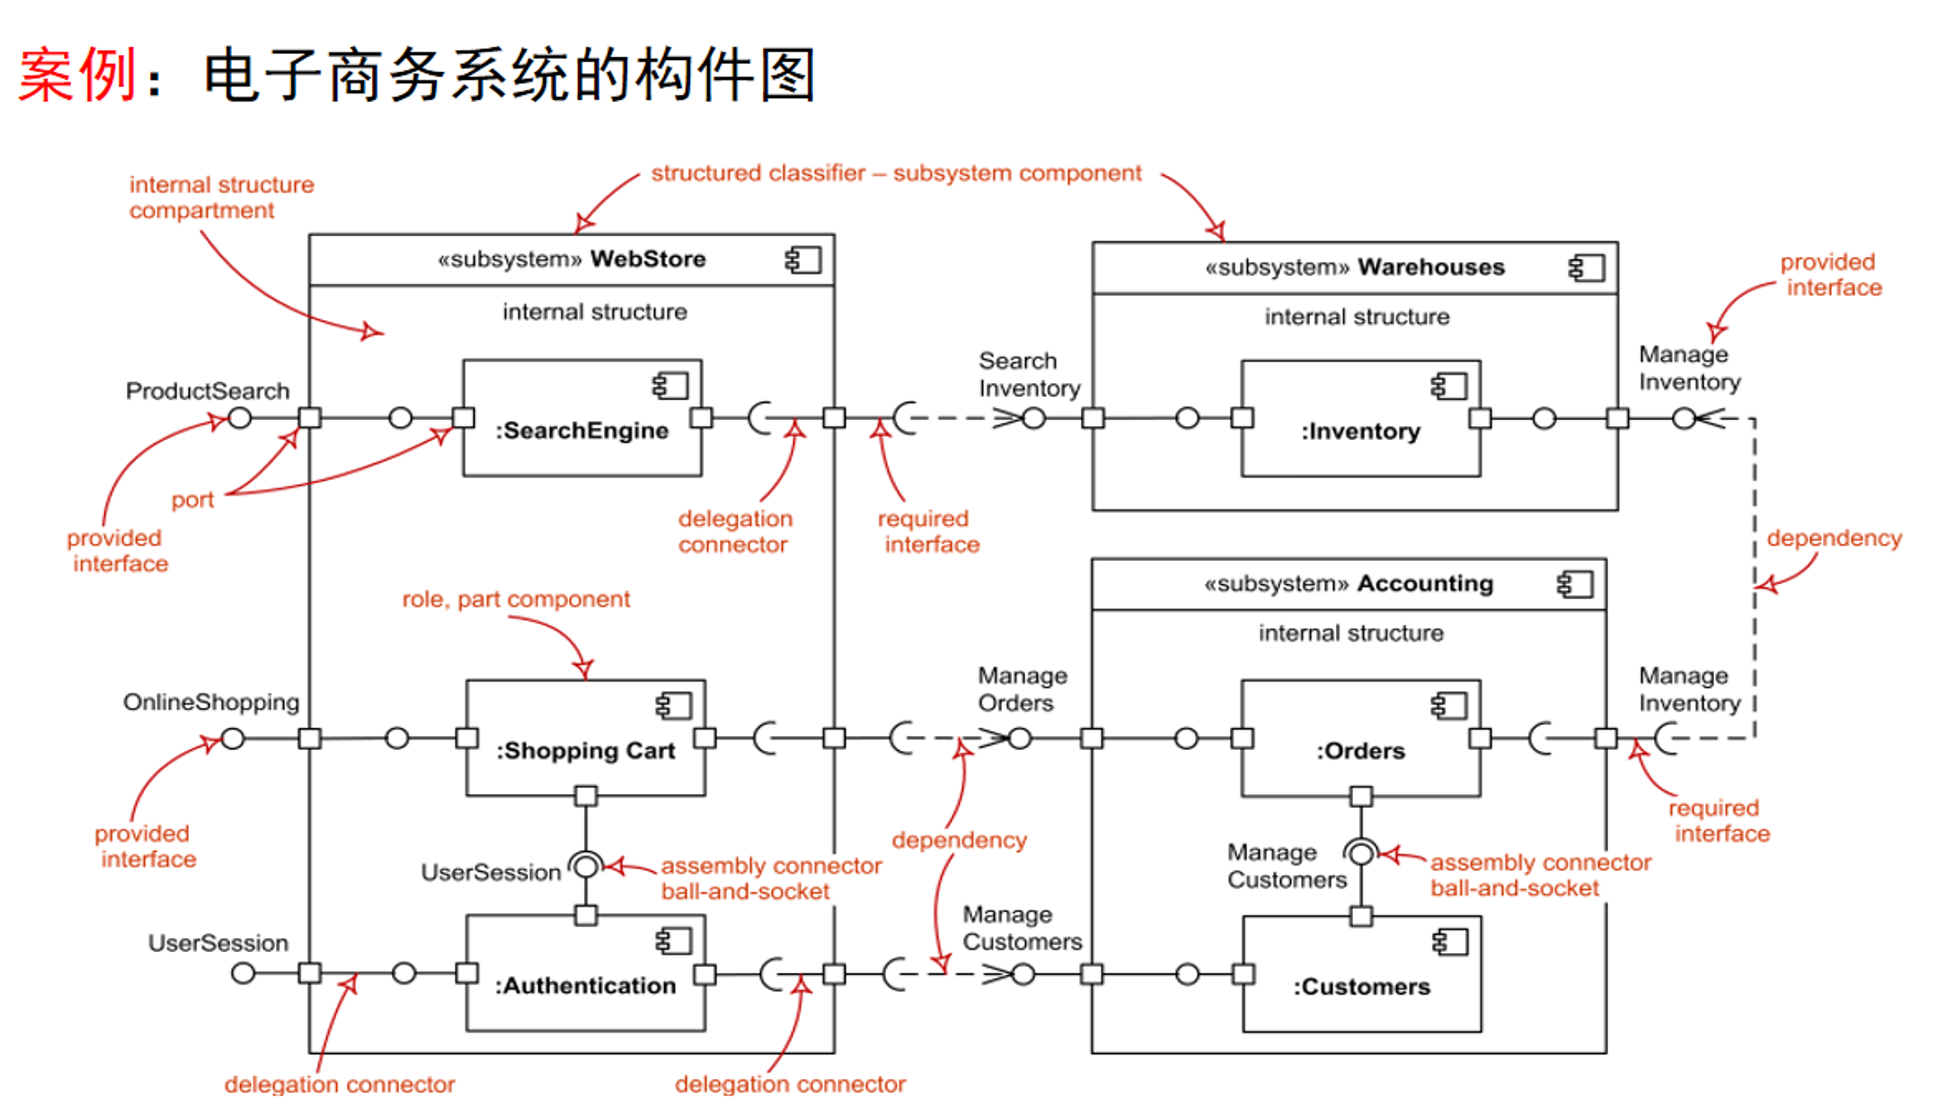 案例：电子商务系统的构件图
structured classifier – subsystem component
internal structure
compartment
«subsystem» WebStore
internal structure
«subsystem» Warehouses
internal structure
provided
interface
ProductSearch
:SearchEngine
Search
Inventory
:Inventory
Manage
Inventory
port
provided
interface
delegation
connector
required
interface
dependency
role, part component
«subsystem» Accounting
internal structure
OnlineShopping
:Shopping Cart
Manage
Orders
:Orders
Manage
Inventory
provided
interface
dependency
required
interface
UserSession
assembly connector
ball-and-socket
Manage
Customers
assembly connector
ball-and-socket
UserSession
:Authentication
Manage
Customers
:Customers
delegation connector
delegation connector